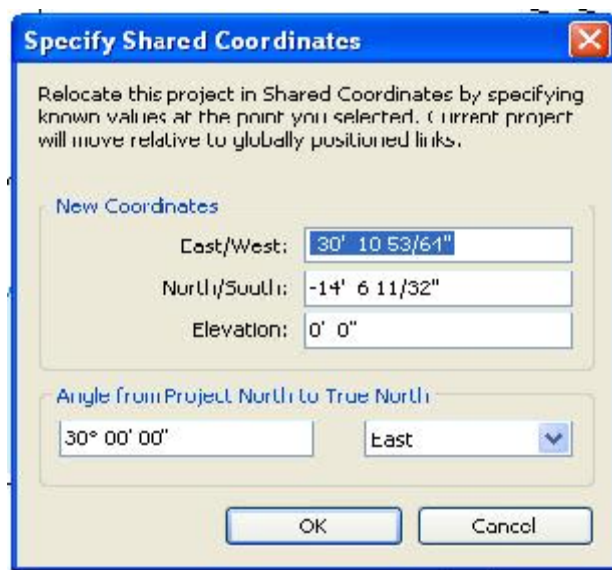 Specify Shared Coordinates
Relocate this project in Shared Coordinates by specifying
known values at the point you selected. Current project
will move relative to globally positioned links.
New Coordinates
East/West: 30' 10 53/64"
North/South: -14' 6 11/32"
Elevation: 0' 0"
Angle from Project North to True North
30° 00' 00" East
OK Cancel